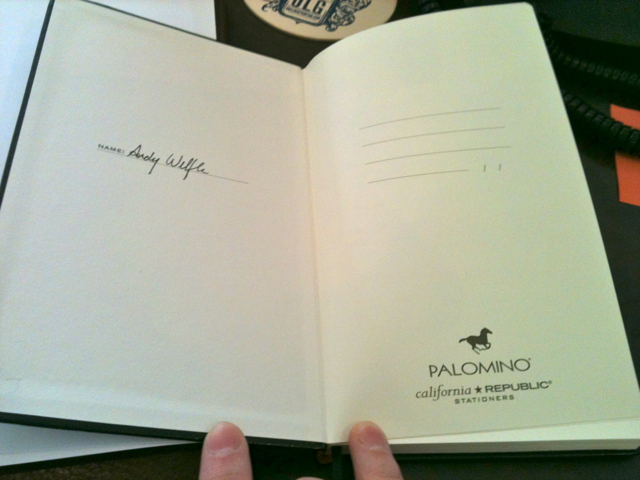 NAME: Andy Welfle
PALOMINO®
california ★ REPUBLIC®
STATIONERS